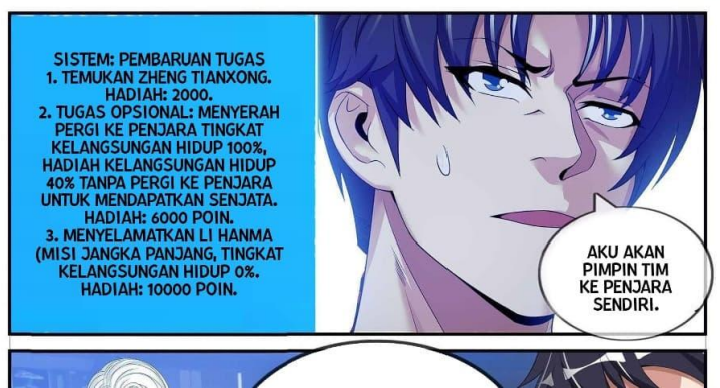 SISTEM: PEMBARUAN TUGAS
1. TEMUKAN ZHENG TIANXONG.
HADIAH: 2000.
2. TUGAS OPSIONAL: MENYERAH
PERGI KE PENJARA TINGKAT
KELANGSUNGAN HIDUP 100%,
HADIAH KELANGSUNGAN HIDUP
40% TANPA PERGI KE PENJARA
UNTUK MENDAPATKAN SENJATA.
HADIAH: 6000 POIN.
3. MENYELAMATKAN LI HANMA
(MISI JANGKA PANJANG, TINGKAT
KELANGSUNGAN HIDUP 0%.
HADIAH: 10000 POIN.
AKU AKAN
PIMPIN TIM
KE PENJARA
SENDIRI.